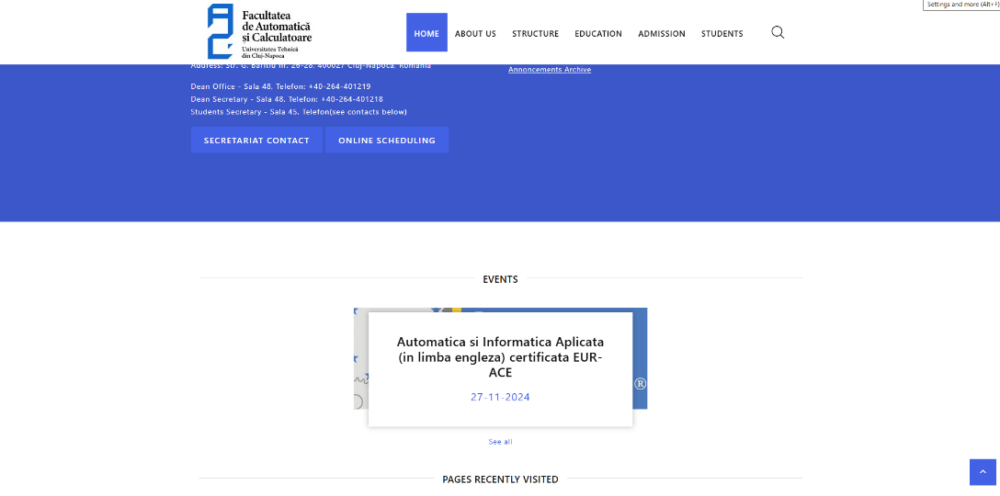 Settings and more (Alt+F)
Facultatea
de Automatică
și Calculatoare
Universitatea Tehnică
din Cluj-Napoca
HOME
ABOUT US
STRUCTURE
EDUCATION
ADMISSION
STUDENTS
Address: Str. G. Baritiu nr. 26-28, 400027 Cluj-Napoca, Romania
Dean Office - Sala 48, Telefon: +40-264-401219
Dean Secretary - Sala 48, Telefon: +40-264-401218
Students Secretary - Sala 45, Telefon(see contacts below)
SECRETARIAT CONTACT
ONLINE SCHEDULING
Annoncements Archive
EVENTS
Automatica si Informatica Aplicata
(in limba engleza) certificata EUR-
ACE
27-11-2024
®
See all
PAGES RECENTLY VISITED